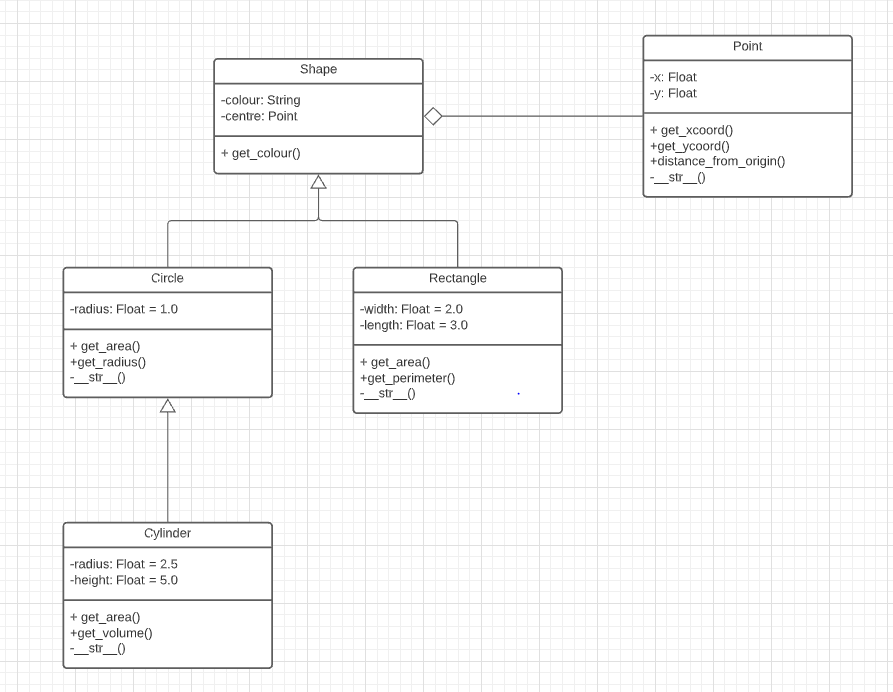 Shape
-colour: String
-centre: Point
+ get_colour()
Point
-x: Float
-y: Float
+ get_xcoord()
+get_ycoord()
+distance_from_origin()
-__str__()
Circle
-radius: Float = 1.0
+ get_area()
+get_radius()
-__str__()
Rectangle
-width: Float = 2.0
-length: Float = 3.0
+ get_area()
+get_perimeter()
-__str__()
Cylinder
-radius: Float = 2.5
-height: Float = 5.0
+ get_area()
+get_volume()
-__str__()